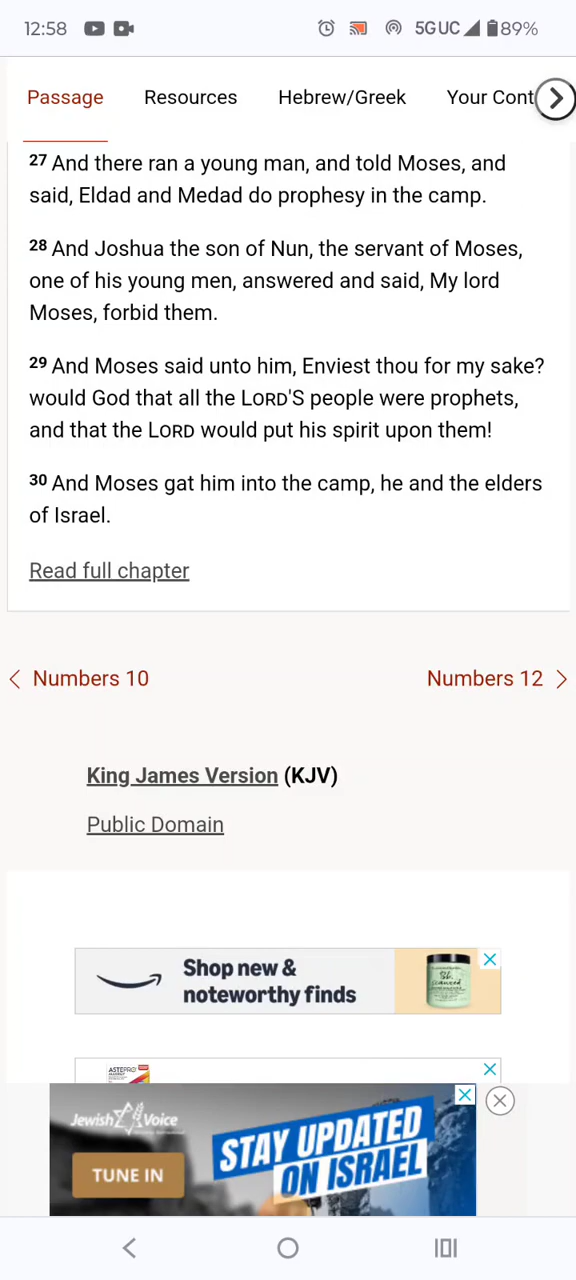 12:58 5GUC 89%
Passage Resources Hebrew/Greek Your Cont
27 And there ran a young man, and told Moses, and
said, Eldad and Medad do prophesy in the camp.
28 And Joshua the son of Nun, the servant of Moses,
one of his young men, answered and said, My lord
Moses, forbid them.
29 And Moses said unto him, Enviest thou for my sake?
would God that all the LORD'S people were prophets,
and that the LORD would put his spirit upon them!
30 And Moses gat him into the camp, he and the elders
of Israel.
Read full chapter
Numbers 10 Numbers 12
King James Version (KJV)
Public Domain
Shop new &
noteworthy finds
Bb.
seaweed
ASTEPRO
Jewish Voice
STAY UPDATED
ON ISRAEL
TUNE IN